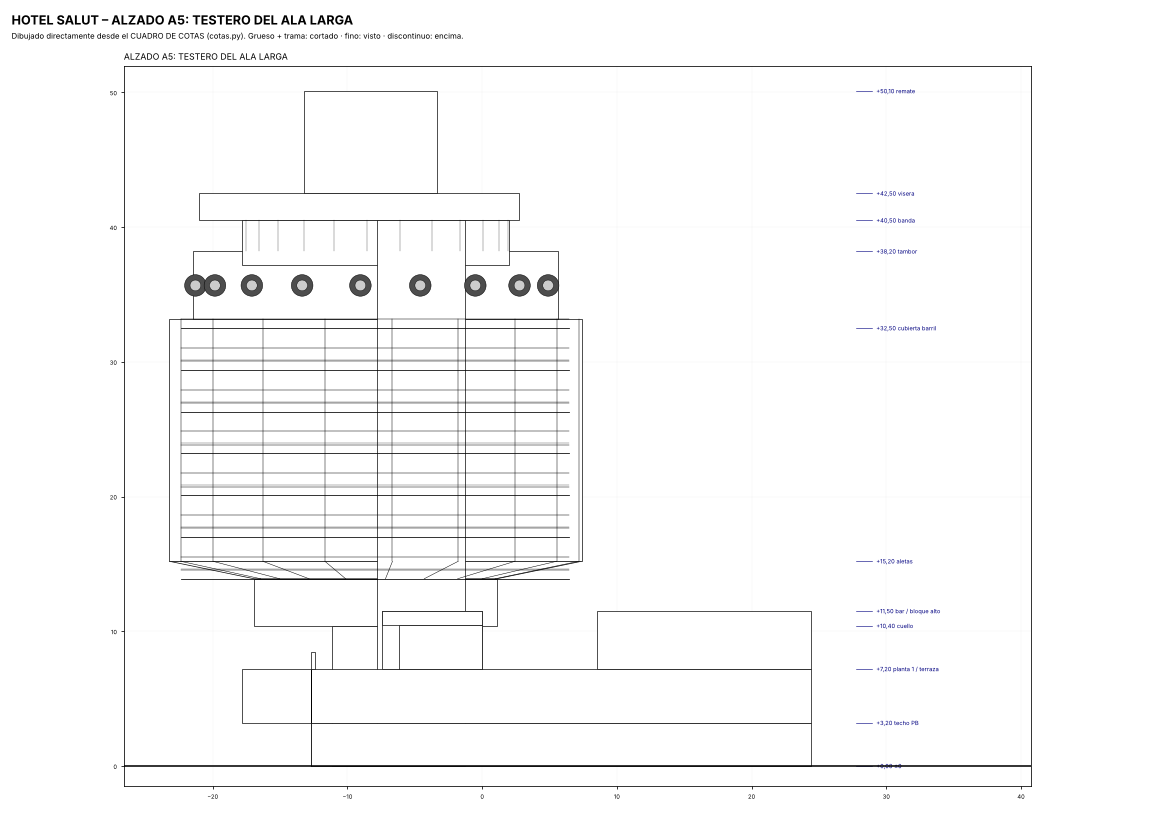 HOTEL SALUT – ALZADO A5: TESTERO DEL ALA LARGA
Dibujado directamente desde el CUADRO DE COTAS (cotas.py). Grueso + trama: cortado · fino: visto · discontinuo: encima.
ALZADO A5: TESTERO DEL ALA LARGA
50
+50,10 remate
+42,50 visera
40
+40,50 banda
+38,20 tambor
+32,50 cubierta barril
30
20
+15,20 aletas
+11,50 bar / bloque alto
10
+10,40 cuello
+7,20 planta 1 / terraza
+3,20 techo PB
0
−20
−10
0
10
20
30
40